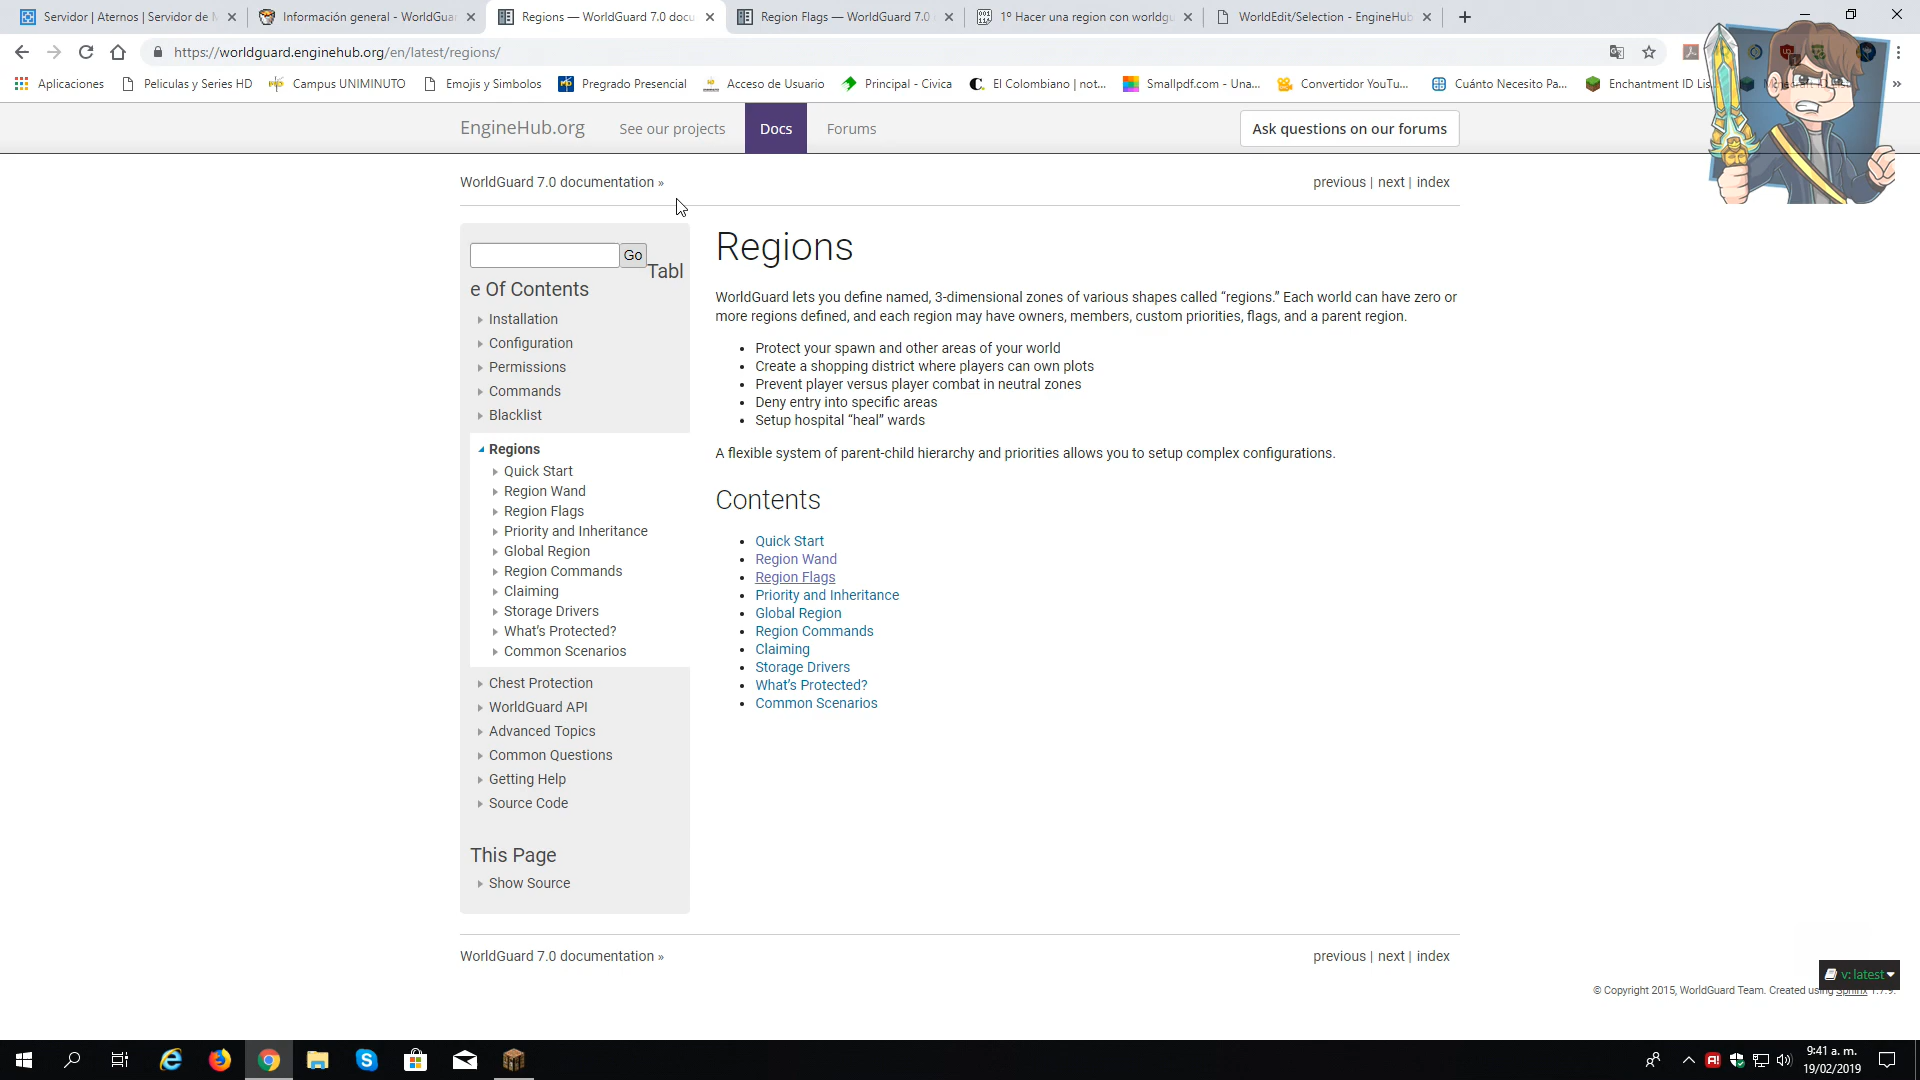 Servidor | Aternos | Servidor de M
Información general - WorldGua
Regions — WorldGuard 7.0 docu
Region Flags — WorldGuard 7.0
1º Hacer una region con worldgu
WorldEdit/Selection - EngineHub
https://worldguard.enginehub.org/en/latest/regions/
Aplicaciones
Peliculas y Series HD
Campus UNIMINUTO
Emojis y Simbolos
Pregrado Presencial
Acceso de Usuario
Principal - Civica
El Colombiano | not...
Smallpdf.com - Una...
Convertidor YouTu...
Cuánto Necesito Pa...
Enchantment ID Lis
EngineHub.org
See our projects
Docs
Forums
Ask questions on our forums
WorldGuard 7.0 documentation »
previous | next | index
Go
Tabl
e Of Contents
Installation
Configuration
Permissions
Commands
Blacklist
Regions
Quick Start
Region Wand
Region Flags
Priority and Inheritance
Global Region
Region Commands
Claiming
Storage Drivers
What's Protected?
Common Scenarios
Chest Protection
WorldGuard API
Advanced Topics
Common Questions
Getting Help
Source Code
This Page
Show Source
Regions
WorldGuard lets you define named, 3-dimensional zones of various shapes called “regions.” Each world can have zero or
more regions defined, and each region may have owners, members, custom priorities, flags, and a parent region.
Protect your spawn and other areas of your world
Create a shopping district where players can own plots
Prevent player versus player combat in neutral zones
Deny entry into specific areas
Setup hospital “heal” wards
A flexible system of parent-child hierarchy and priorities allows you to setup complex configurations.
Contents
Quick Start
Region Wand
Region Flags
Priority and Inheritance
Global Region
Region Commands
Claiming
Storage Drivers
What's Protected?
Common Scenarios
WorldGuard 7.0 documentation »
previous | next | index
v: latest
© Copyright 2015, WorldGuard Team. Created using Sphinx 1.7.9.
9:41 a. m.
19/02/2019